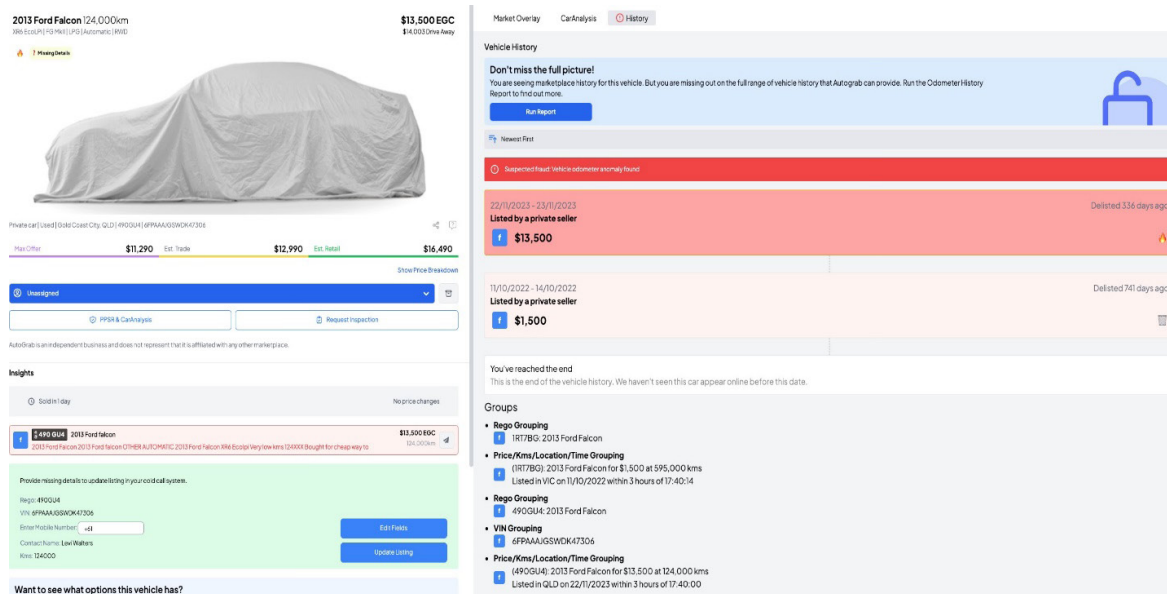 2013 Ford Falcon 124,000km
$13,500 EGC
XR6 EcoLPi | FG MkII | LPG | Automatic | RWD
$14,003 Drive Away
? Missing Details
Private car | Used | Gold Coast City, QLD | 490GU4 | 6FPAAAJGSWDK47306
Max Offer $11,290 Est. Trade $12,990 Est. Retail $16,490
Show Price Breakdown
Unassigned
PPSR & CarAnalysis
Request Inspection
AutoGrab is an independent business and does not represent that it is affiliated with any other marketplace.
Insights
Sold in 1 day
No price changes
490 GU4 2013 Ford falcon
$13,500 EGC
2013 Ford Falcon 2013 Ford falcon OTHER AUTOMATIC 2013 Ford Falcon XR6 Ecolpi Very low kms 124XXX Bought for cheap way to
124,000km
Provide missing details to update listing in your cold call system.
Rego: 490GU4
VIN: 6FPAAAJGSWDK47306
Enter Mobile Number: +61
Edit Fields
Contact Name: Levi Walters
Kms: 124000
Update Listing
Want to see what options this vehicle has?
Market Overlay CarAnalysis History
Vehicle History
Don't miss the full picture!
You are seeing marketplace history for this vehicle. But you are missing out on the full range of vehicle history that Autograb can provide. Run the Odometer History
Report to find out more.
Run Report
Newest First
Suspected fraud: Vehicle odometer anomaly found
22/11/2023 - 23/11/2023
Delisted 336 days ago
Listed by a private seller
$13,500
11/10/2022 - 14/10/2022
Delisted 741 days ago
Listed by a private seller
$1,500
You've reached the end
This is the end of the vehicle history. We haven't seen this car appear online before this date.
Groups
• Rego Grouping
1RT7BG: 2013 Ford Falcon
• Price/Kms/Location/Time Grouping
(1RT7BG): 2013 Ford Falcon for $1,500 at 595,000 kms
Listed in VIC on 11/10/2022 within 3 hours of 17:40:14
• Rego Grouping
490GU4: 2013 Ford Falcon
• VIN Grouping
6FPAAAJGSWDK47306
• Price/Kms/Location/Time Grouping
(490GU4): 2013 Ford Falcon for $13,500 at 124,000 kms
Listed in QLD on 22/11/2023 within 3 hours of 17:40:00